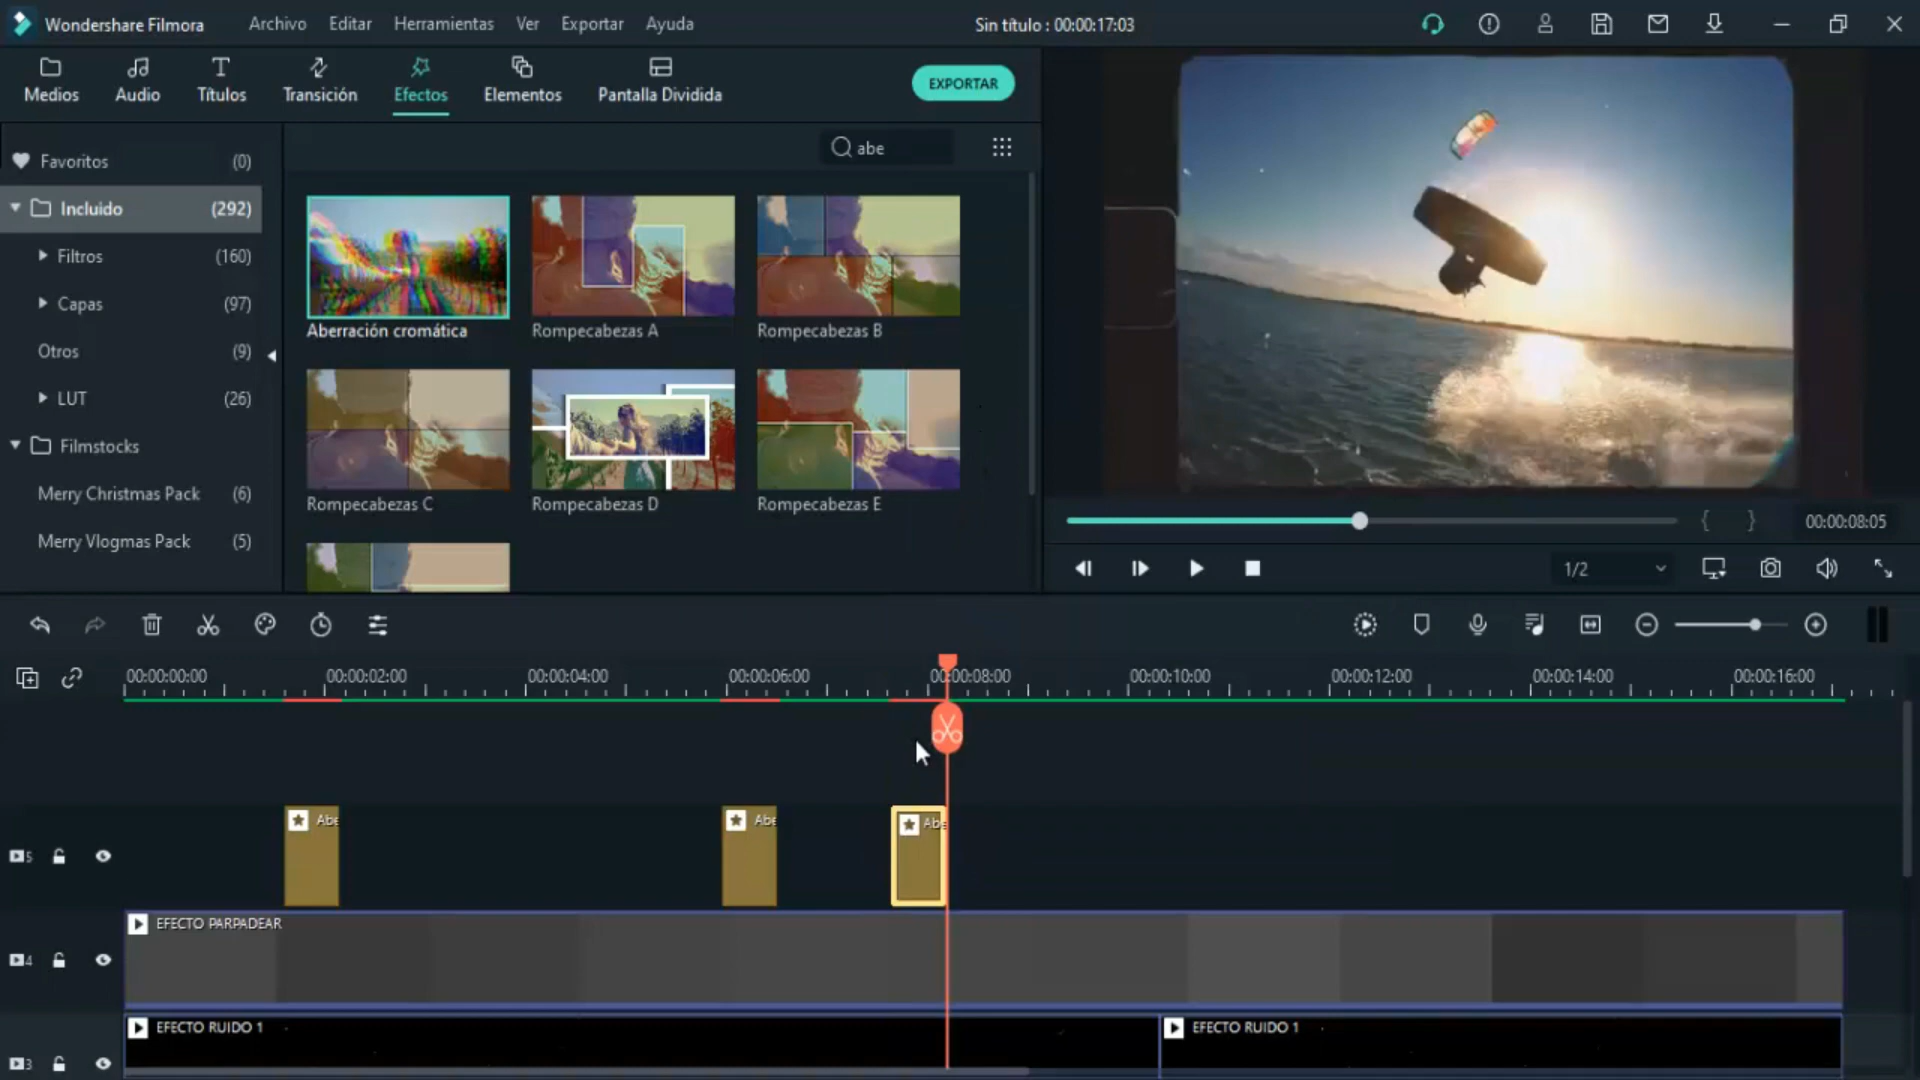 Wondershare Filmora Archivo Editar Herramientas Ver Exportar Ayuda Sin título : 00:00:17:03
Medios Audio Títulos Transición Efectos Elementos Pantalla Dividida EXPORTAR
Favoritos (0)
abe
Incluido (292)
Filtros (160)
Capas (97)
Otros (9)
LUT (26)
Filmstocks
Merry Christmas Pack (6)
Merry Vlogmas Pack (5)
Aberración cromática Rompecabezas A Rompecabezas B
Rompecabezas C Rompecabezas D Rompecabezas E
{ } 00:00:08:05
1/2
00:00:00:00 00:00:02:00 00:00:04:00 00:00:06:00 00:00:08:00 00:00:10:00 00:00:12:00 00:00:14:00 00:00:16:00
Abe Abe Abe
5
EFECTO PARPADEAR
4
EFECTO RUIDO 1 EFECTO RUIDO 1
3